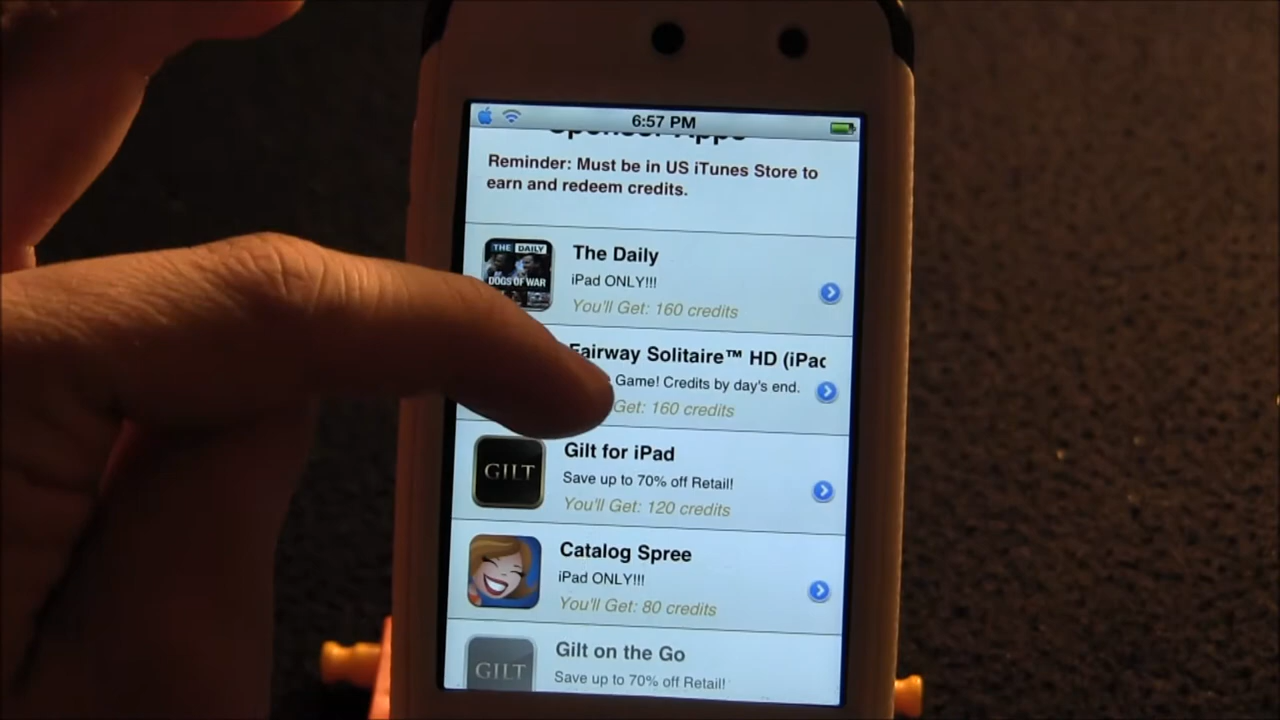 6:57 PM
Sponsor Apps
Reminder: Must be in US iTunes Store to
earn and redeem credits.
THE DAILY
DOGS OF WAR
The Daily
iPad ONLY!!!
You'll Get: 160 credits
Fairway Solitaire™ HD (iPac
Game! Credits by day's end.
Get: 160 credits
GILT
Gilt for iPad
Save up to 70% off Retail!
You'll Get: 120 credits
Catalog Spree
iPad ONLY!!!
You'll Get: 80 credits
GILT
Gilt on the Go
Save up to 70% off Retail!